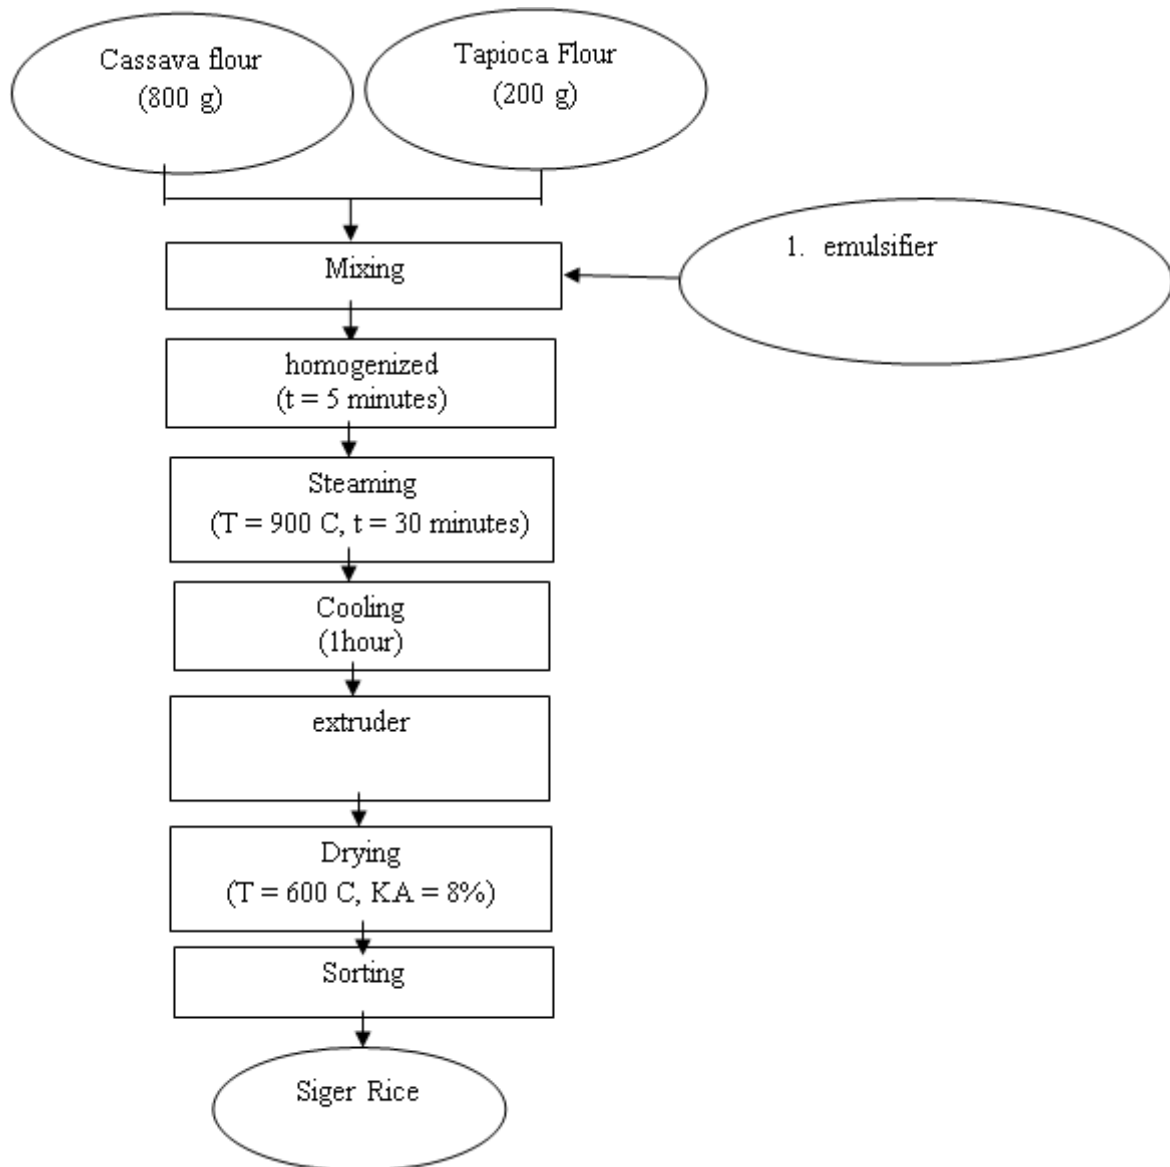 Cassava flour
(800 g)
Tapioca Flour
(200 g)
Mixing
1. emulsifier
homogenized
(t = 5 minutes)
Steaming
(T = 900 C, t = 30 minutes)
Cooling
(1hour)
extruder
Drying
(T = 600 C, KA = 8%)
Sorting
Siger Rice